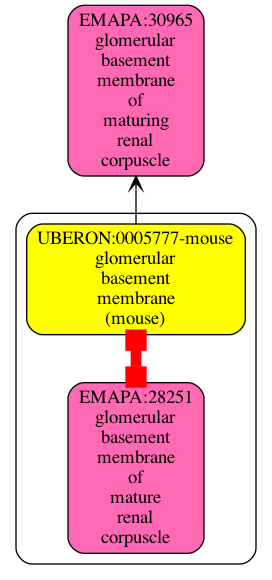 EMAPA:30965
glomerular
basement
membrane
of
maturing
renal
corpuscle
UBERON:0005777-mouse
glomerular
basement
membrane
(mouse)
EMAPA:28251
glomerular
basement
membrane
of
mature
renal
corpuscle